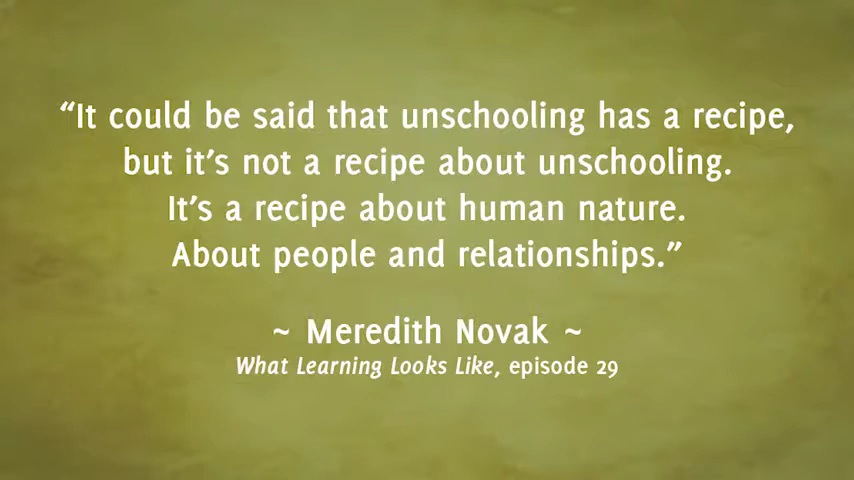 “It could be said that unschooling has a recipe,
but it’s not a recipe about unschooling.
It’s a recipe about human nature.
About people and relationships.”
~ Meredith Novak ~
What Learning Looks Like, episode 29